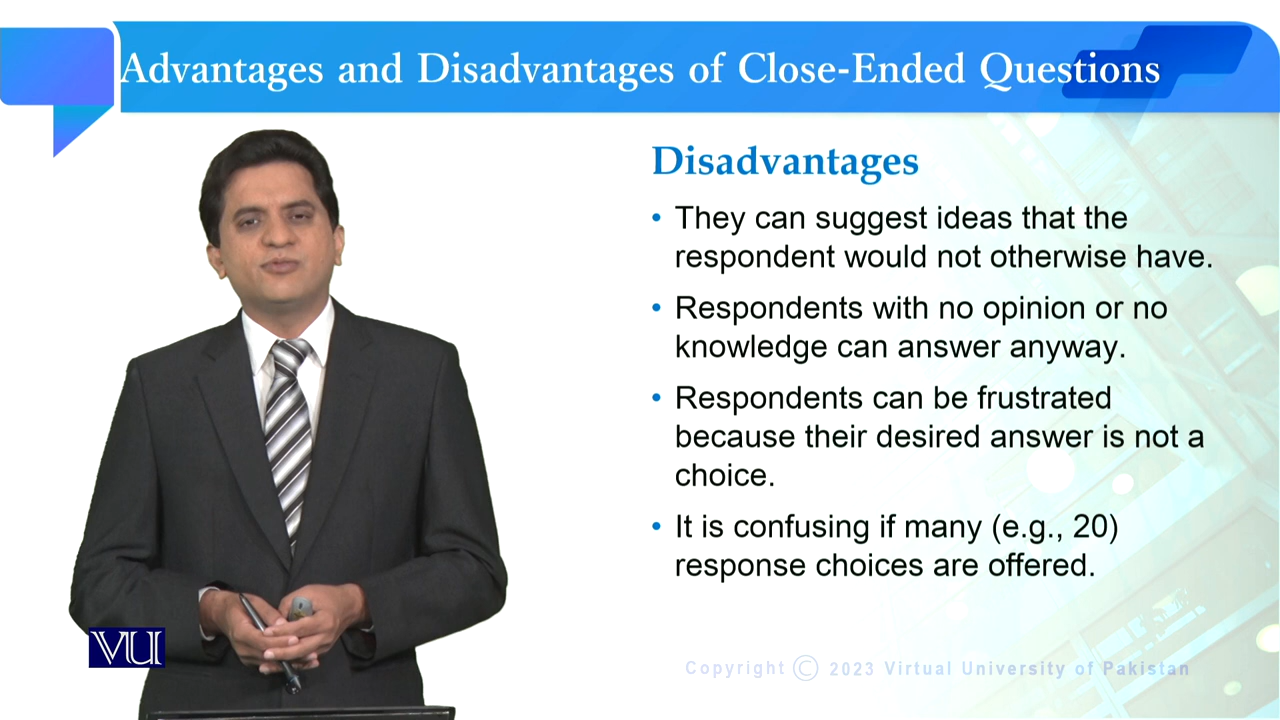 Advantages and Disadvantages of Close-Ended Questions
Disadvantages
• They can suggest ideas that the
respondent would not otherwise have.
• Respondents with no opinion or no
knowledge can answer anyway.
• Respondents can be frustrated
because their desired answer is not a
choice.
• It is confusing if many (e.g., 20)
response choices are offered.
VU
Copyright © 2023 Virtual University of Pakistan